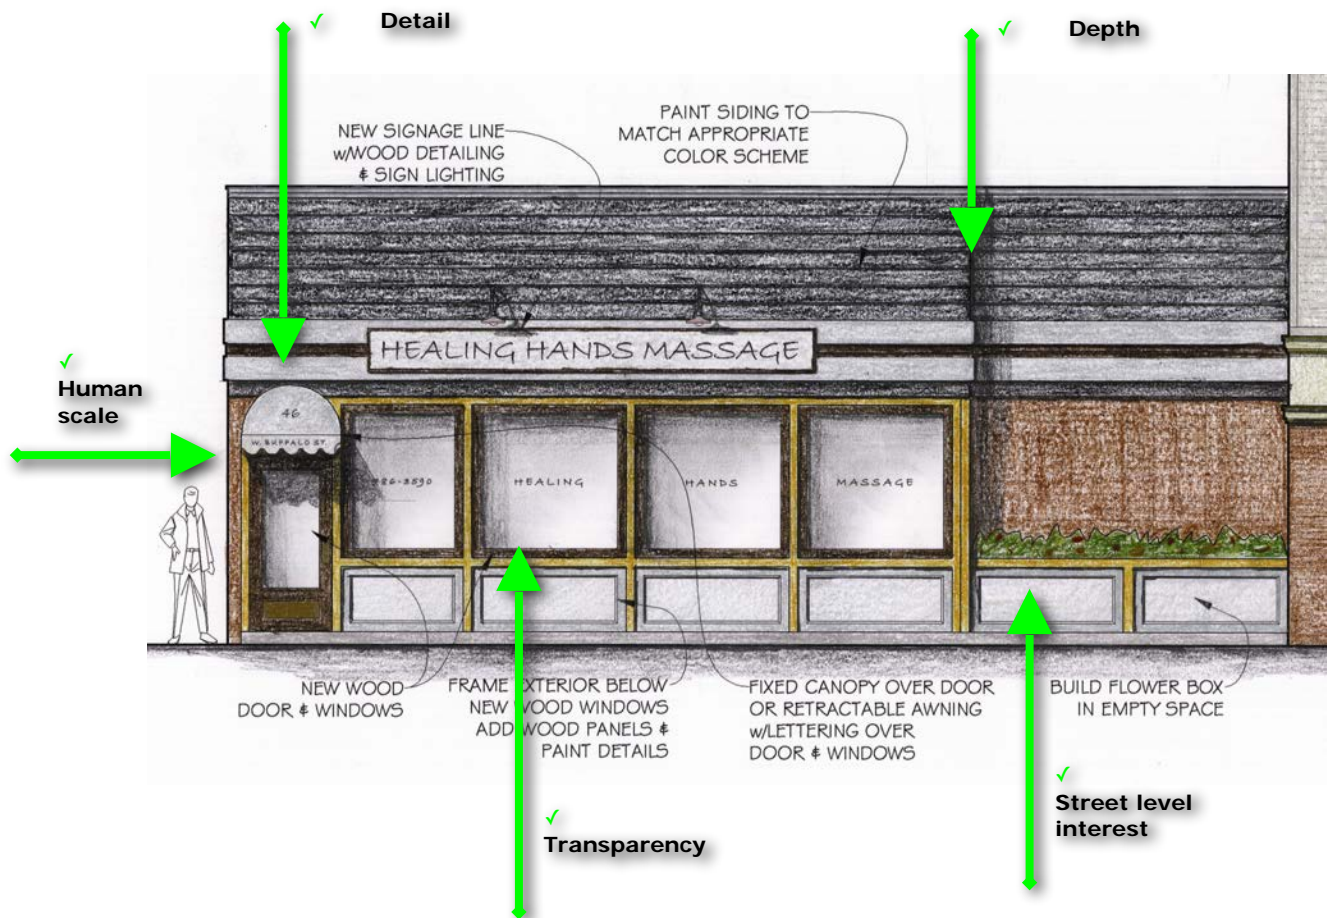 ✓ Detail
✓ Depth
NEW SIGNAGE LINE
w/WOOD DETAILING
& SIGN LIGHTING
PAINT SIDING TO
MATCH APPROPRIATE
COLOR SCHEME
HEALING HANDS MASSAGE
✓
Human
scale
46
W. BUFFALO ST.
786-3590
HEALING
HANDS
MASSAGE
NEW WOOD
DOOR & WINDOWS
FRAME EXTERIOR BELOW
NEW WOOD WINDOWS
ADD WOOD PANELS &
PAINT DETAILS
FIXED CANOPY OVER DOOR
OR RETRACTABLE AWNING
w/LETTERING OVER
DOOR & WINDOWS
BUILD FLOWER BOX
IN EMPTY SPACE
✓
Transparency
✓
Street level
interest